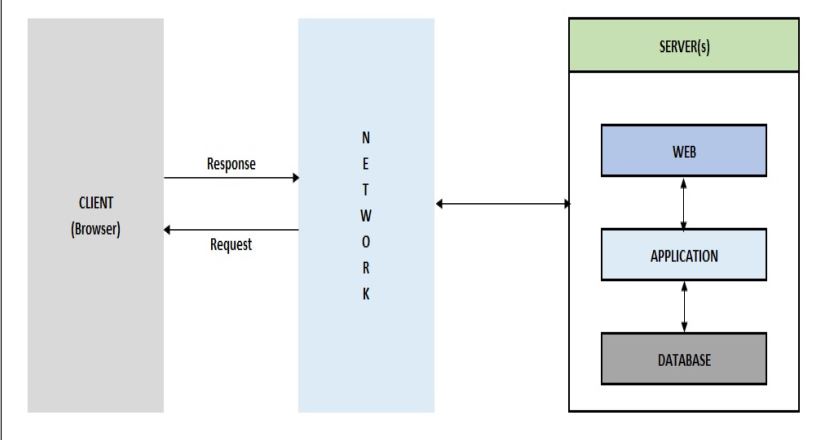 CLIENT
(Browser)
Response
Request
N
E
T
W
O
R
K
SERVER(s)
WEB
APPLICATION
DATABASE